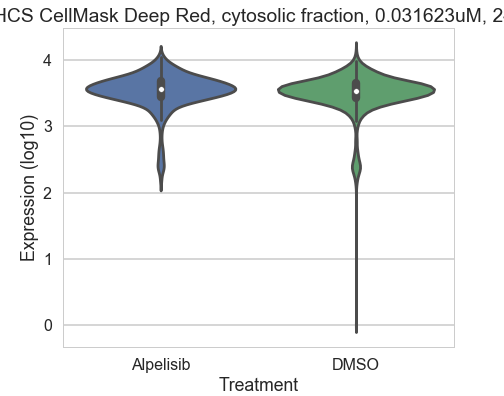 HCS CellMask Deep Red, cytosolic fraction, 0.031623uM, 2
4
3
2
1
0
Expression (log10)
Alpelisib DMSO
Treatment